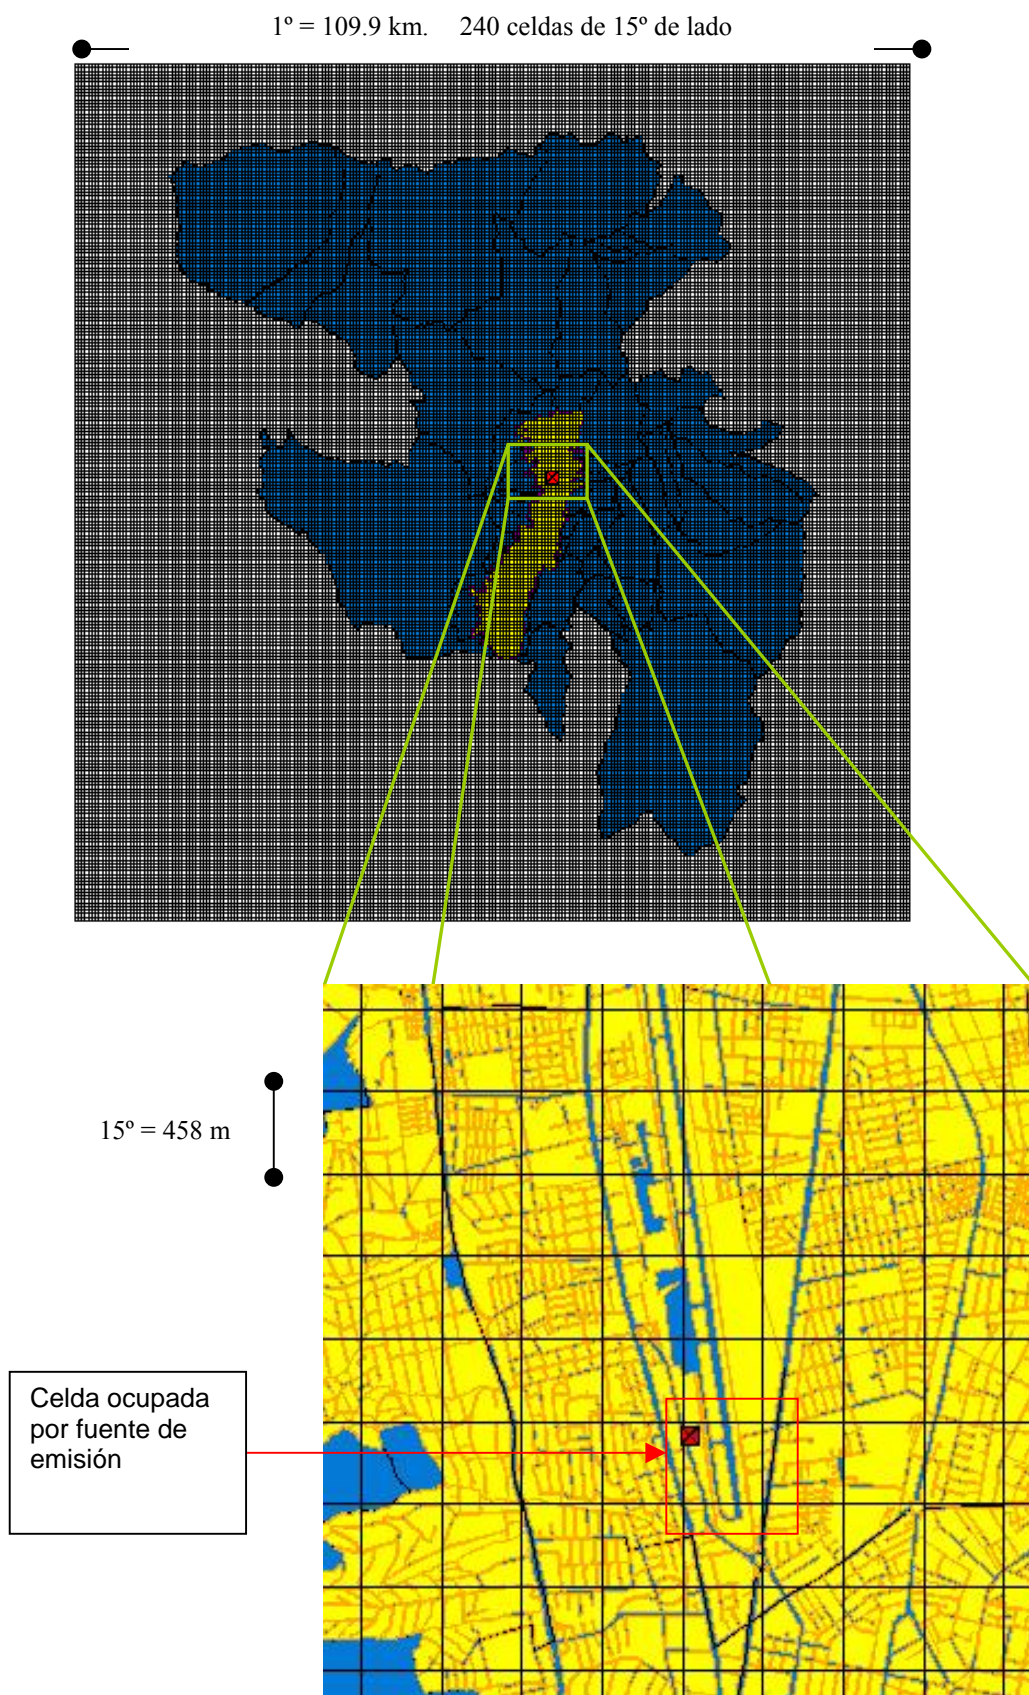 1º = 109.9 km. 240 celdas de 15º de lado
15º = 458 m
Celda ocupada
por fuente de
emisión